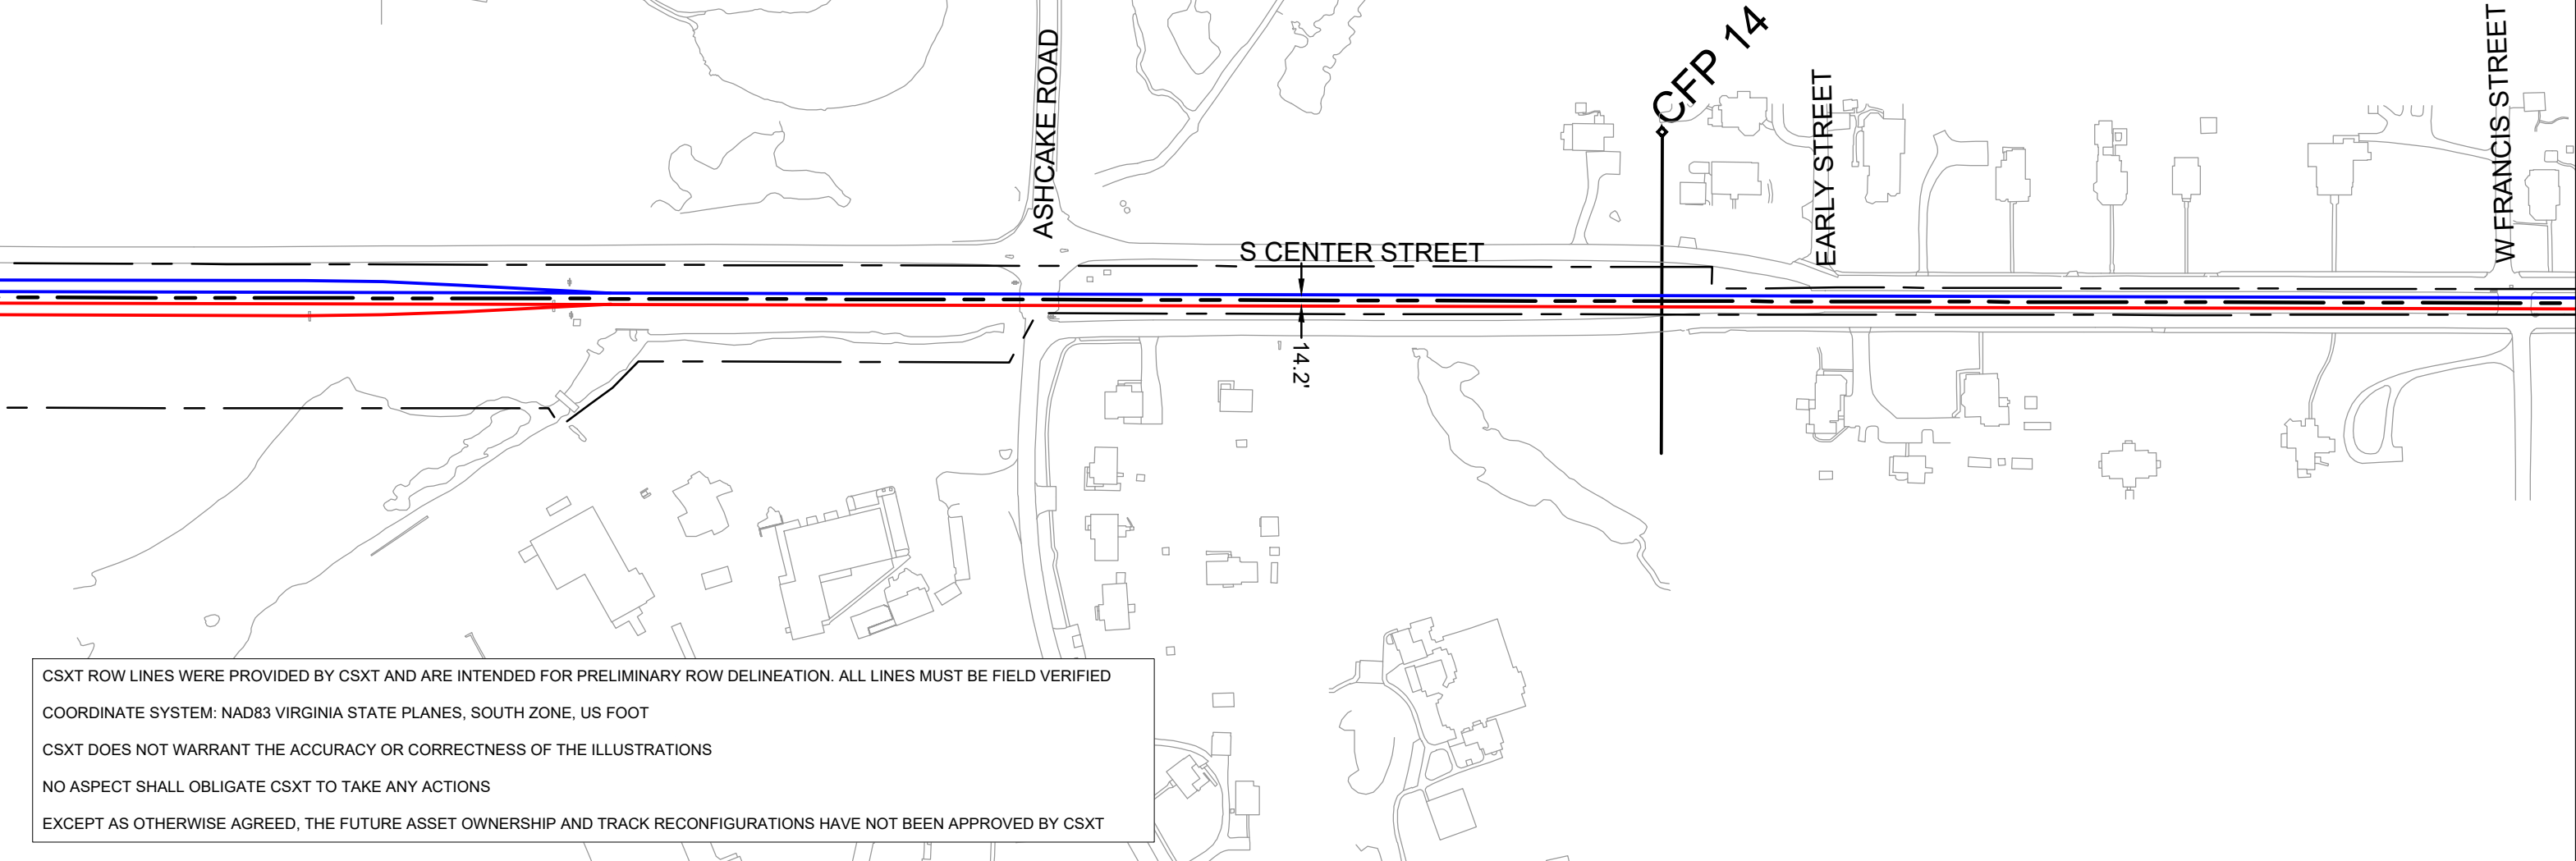 ASHCAKE ROAD
S CENTER STREET
CFP 14
EARLY STREET
W FRANCIS STREET
14.2'
CSXT ROW LINES WERE PROVIDED BY CSXT AND ARE INTENDED FOR PRELIMINARY ROW DELINEATION. ALL LINES MUST BE FIELD VERIFIED
COORDINATE SYSTEM: NAD83 VIRGINIA STATE PLANES, SOUTH ZONE, US FOOT
CSXT DOES NOT WARRANT THE ACCURACY OR CORRECTNESS OF THE ILLUSTRATIONS
NO ASPECT SHALL OBLIGATE CSXT TO TAKE ANY ACTIONS
EXCEPT AS OTHERWISE AGREED, THE FUTURE ASSET OWNERSHIP AND TRACK RECONFIGURATIONS HAVE NOT BEEN APPROVED BY CSXT